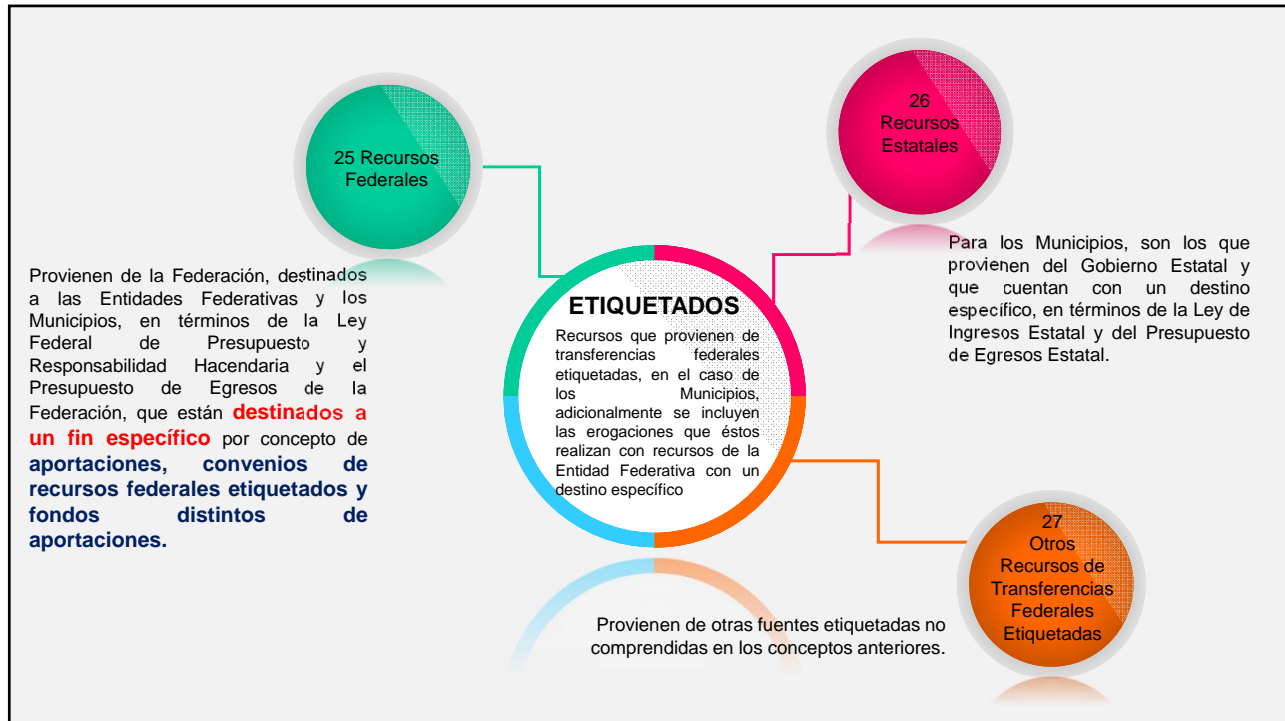 25 Recursos
Federales
26
Recursos
Estatales
Provienen de la Federación, destinados
a las Entidades Federativas y los
Municipios, en términos de la Ley
Federal de Presupuesto y
Responsabilidad Hacendaria y el
Presupuesto de Egresos de la
Federación, que están destinados a
un fin específico por concepto de
aportaciones, convenios de
recursos federales etiquetados y
fondos distintos de
aportaciones.
ETIQUETADOS
Recursos que provienen de
transferencias federales
etiquetadas, en el caso de
los Municipios,
adicionalmente se incluyen
las erogaciones que éstos
realizan con recursos de la
Entidad Federativa con un
destino específico
Para los Municipios, son los que
provienen del Gobierno Estatal y
que cuentan con un destino
específico, en términos de la Ley de
Ingresos Estatal y del Presupuesto
de Egresos Estatal.
27
Otros
Recursos de
Transferencias
Federales
Etiquetadas
Provienen de otras fuentes etiquetadas no
comprendidas en los conceptos anteriores.